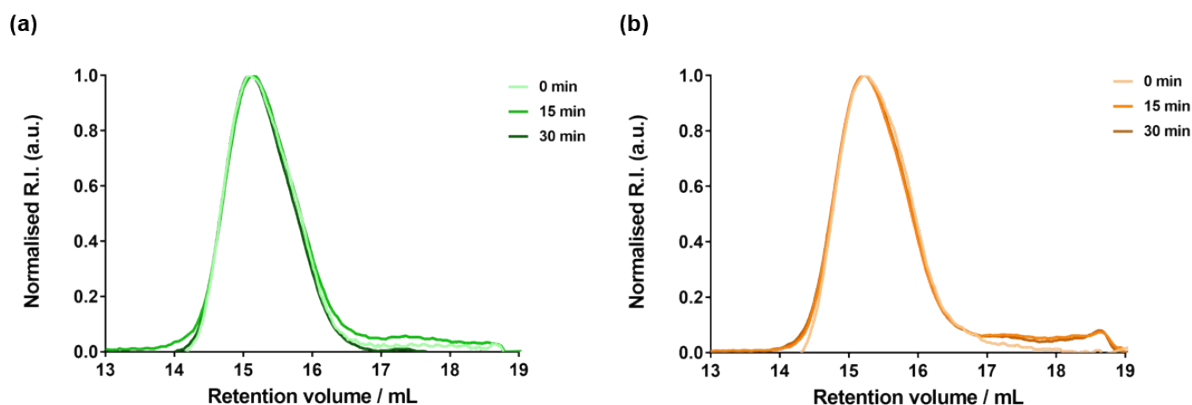 (a)
Normalised R.I. (a.u.)
1.0
0.8
0.6
0.4
0.2
0.0
13 14 15 16 17 18 19
Retention volume / mL
0 min
15 min
30 min
(b)
Normalised R.I. (a.u.)
1.0
0.8
0.6
0.4
0.2
0.0
13 14 15 16 17 18 19
Retention volume / mL
0 min
15 min
30 min